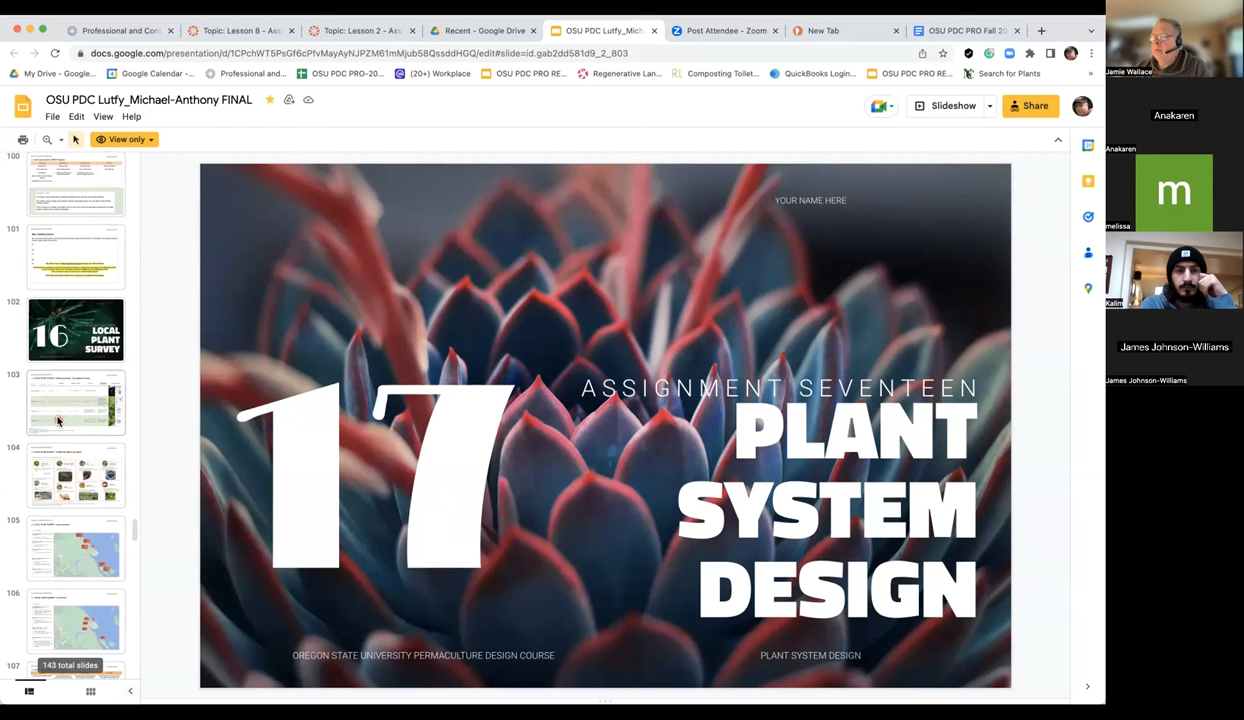 Professional and Con
Topic: Lesson 8 - Ass
Topic: Lesson 2 - Ass
Recent - Google Drive
OSU PDC Lutfy_Mich
Post Attendee - Zoom
New Tab
OSU PDC PRO Fall 20
docs.google.com/presentation/d/1CPchWT5PsGf6cPfvMayAyNJPZM61mMjub58QssddHGQ/edit#slide=id.gab2dd581d9_2_803
My Drive - Google...
Google Calendar -...
Professional and...
OSU PDC PRO-20...
(20+) Workplace
OSU PDC PRO RE...
Regenerative Lan...
Composting Toilet...
QuickBooks Login...
OSU PDC PRO RE...
Search for Plants
OSU PDC Lutfy_Michael-Anthony FINAL
File Edit View Help
Slideshow
Share
View only
100
101
102
16
LOCAL
PLANT
SURVEY
103
104
105
106
107
143 total slides
YOUR NAME HERE
17
ASSIGNMENT SEVENTEEN
PLANT
SYSTEM
DESIGN
OREGON STATE UNIVERSITY PERMACULTURE DESIGN COURSE
PLANT SYSTEM DESIGN
Jamie Wallace
Anakaren
Anakaren
m
melissa
Kalim
James Johnson-Williams
James Johnson-Williams